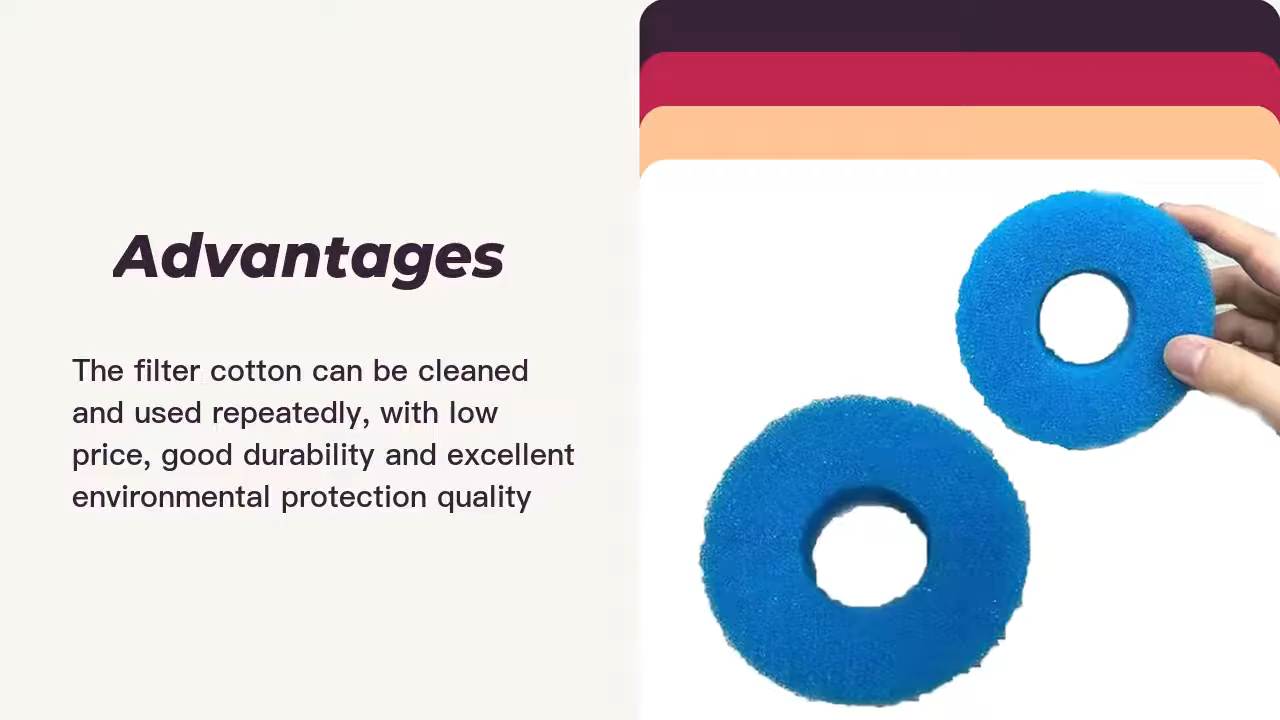 Advantages
The filter cotton can be cleaned
and used repeatedly, with low
price, good durability and excellent
environmental protection quality